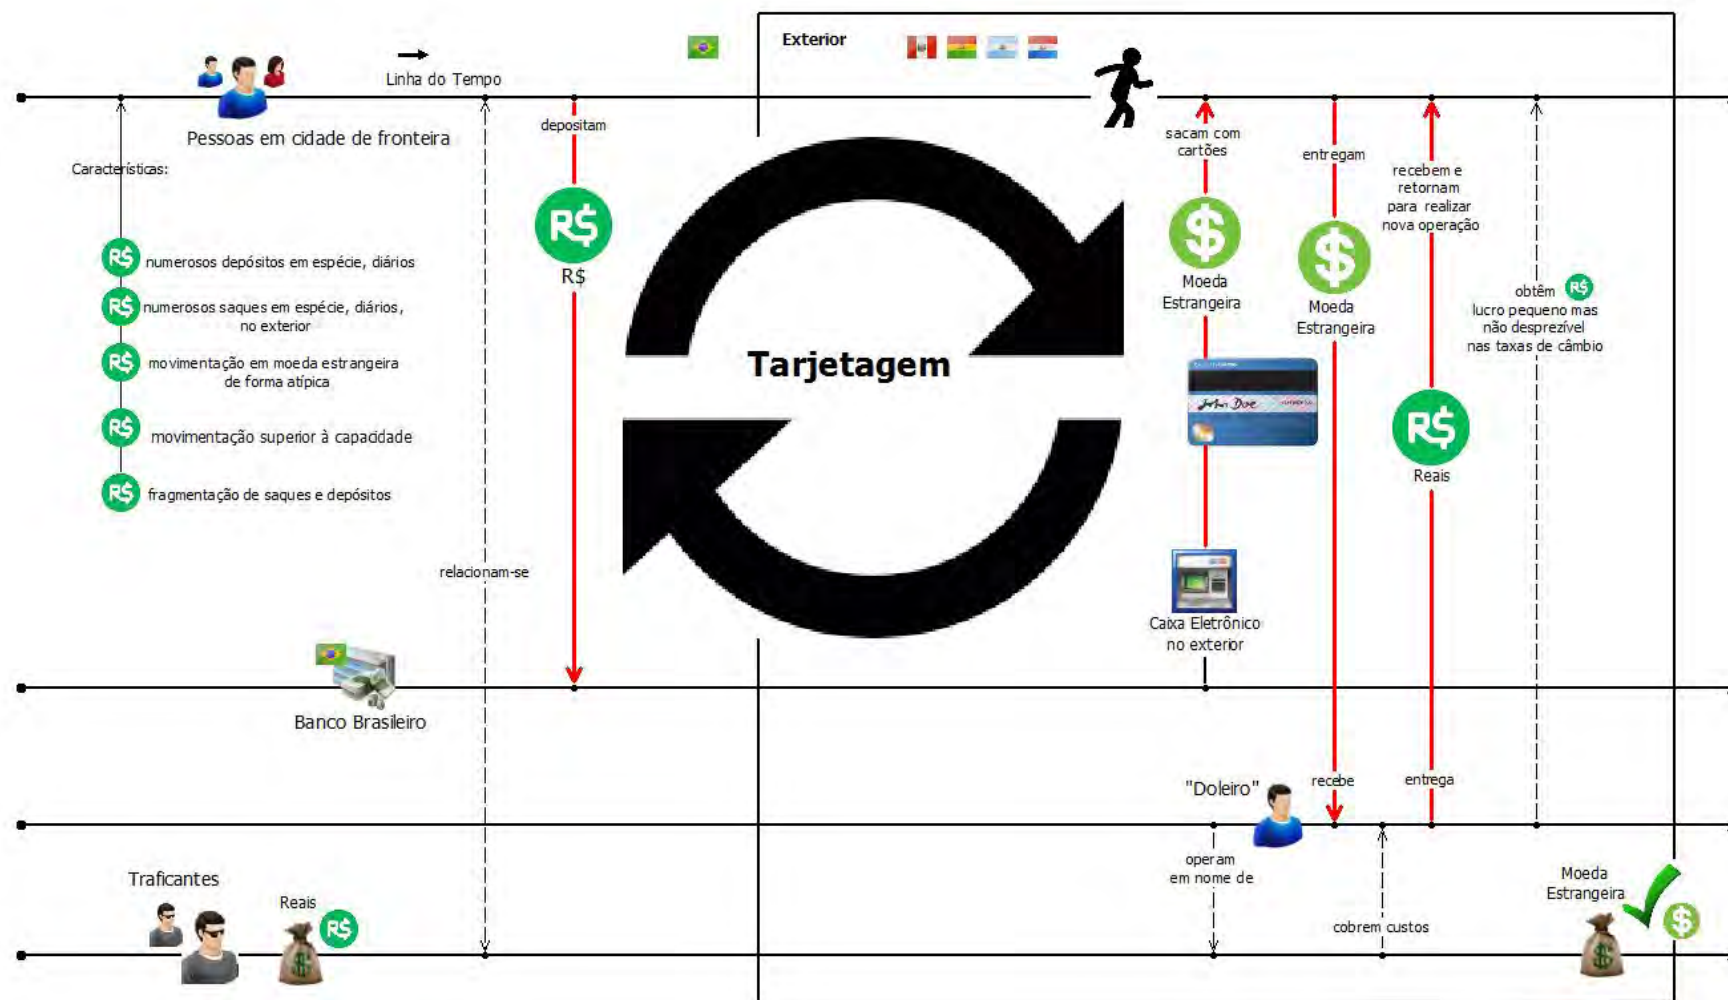 Exterior
Linha do Tempo
Pessoas em cidade de fronteira
Características:
R$
numerosos depósitos em espécie, diários
R$
numerosos saques em espécie, diários,
no exterior
R$
movimentação em moeda estrangeira
de forma atípica
R$
movimentação superior à capacidade
R$
fragmentação de saques e depósitos
relacionam-se
depositam
R$
R$
Tarjetagem
sacam com
cartões
$
Moeda
Estrangeira
John Doe
Caixa Eletrônico
no exterior
entregam
$
Moeda
Estrangeira
recebe
recebem e
retornam
para realizar
nova operação
R$
Reais
entrega
obtêm R$
lucro pequeno mas
não desprezível
nas taxas de câmbio
Banco Brasileiro
"Doleiro"
operam
em nome de
cobrem custos
Traficantes
Reais
R$
$
Moeda
Estrangeira
$
$